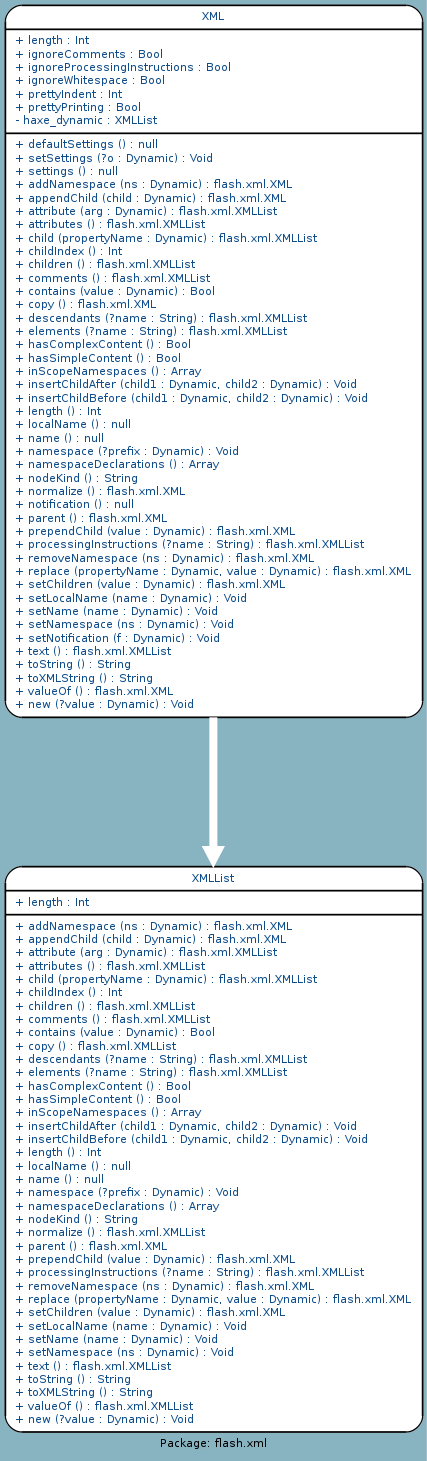 XML
+ length : Int
+ ignoreComments : Bool
+ ignoreProcessingInstructions : Bool
+ ignoreWhitespace : Bool
+ prettyIndent : Int
+ prettyPrinting : Bool
- haxe_dynamic : XMLList
+ defaultSettings () : null
+ setSettings (?o : Dynamic) : Void
+ settings () : null
+ addNamespace (ns : Dynamic) : flash.xml.XML
+ appendChild (child : Dynamic) : flash.xml.XML
+ attribute (arg : Dynamic) : flash.xml.XMLList
+ attributes () : flash.xml.XMLList
+ child (propertyName : Dynamic) : flash.xml.XMLList
+ childIndex () : Int
+ children () : flash.xml.XMLList
+ comments () : flash.xml.XMLList
+ contains (value : Dynamic) : Bool
+ copy () : flash.xml.XML
+ descendants (?name : String) : flash.xml.XMLList
+ elements (?name : String) : flash.xml.XMLList
+ hasComplexContent () : Bool
+ hasSimpleContent () : Bool
+ inScopeNamespaces () : Array
+ insertChildAfter (child1 : Dynamic, child2 : Dynamic) : Void
+ insertChildBefore (child1 : Dynamic, child2 : Dynamic) : Void
+ length () : Int
+ localName () : null
+ name () : null
+ namespace (?prefix : Dynamic) : Void
+ namespaceDeclarations () : Array
+ nodeKind () : String
+ normalize () : flash.xml.XML
+ notification () : null
+ parent () : flash.xml.XML
+ prependChild (value : Dynamic) : flash.xml.XML
+ processingInstructions (?name : String) : flash.xml.XMLList
+ removeNamespace (ns : Dynamic) : flash.xml.XML
+ replace (propertyName : Dynamic, value : Dynamic) : flash.xml.XML
+ setChildren (value : Dynamic) : flash.xml.XML
+ setLocalName (name : Dynamic) : Void
+ setName (name : Dynamic) : Void
+ setNamespace (ns : Dynamic) : Void
+ setNotification (f : Dynamic) : Void
+ text () : flash.xml.XMLList
+ toString () : String
+ toXMLString () : String
+ valueOf () : flash.xml.XML
+ new (?value : Dynamic) : Void
XMLList
+ length : Int
+ addNamespace (ns : Dynamic) : flash.xml.XML
+ appendChild (child : Dynamic) : flash.xml.XML
+ attribute (arg : Dynamic) : flash.xml.XMLList
+ attributes () : flash.xml.XMLList
+ child (propertyName : Dynamic) : flash.xml.XMLList
+ childIndex () : Int
+ children () : flash.xml.XMLList
+ comments () : flash.xml.XMLList
+ contains (value : Dynamic) : Bool
+ copy () : flash.xml.XMLList
+ descendants (?name : String) : flash.xml.XMLList
+ elements (?name : String) : flash.xml.XMLList
+ hasComplexContent () : Bool
+ hasSimpleContent () : Bool
+ inScopeNamespaces () : Array
+ insertChildAfter (child1 : Dynamic, child2 : Dynamic) : Void
+ insertChildBefore (child1 : Dynamic, child2 : Dynamic) : Void
+ length () : Int
+ localName () : null
+ name () : null
+ namespace (?prefix : Dynamic) : Void
+ namespaceDeclarations () : Array
+ nodeKind () : String
+ normalize () : flash.xml.XMLList
+ parent () : flash.xml.XML
+ prependChild (value : Dynamic) : flash.xml.XML
+ processingInstructions (?name : String) : flash.xml.XMLList
+ removeNamespace (ns : Dynamic) : flash.xml.XML
+ replace (propertyName : Dynamic, value : Dynamic) : flash.xml.XML
+ setChildren (value : Dynamic) : flash.xml.XML
+ setLocalName (name : Dynamic) : Void
+ setName (name : Dynamic) : Void
+ setNamespace (ns : Dynamic) : Void
+ text () : flash.xml.XMLList
+ toString () : String
+ toXMLString () : String
+ valueOf () : flash.xml.XMLList
+ new (?value : Dynamic) : Void
Package: flash.xml